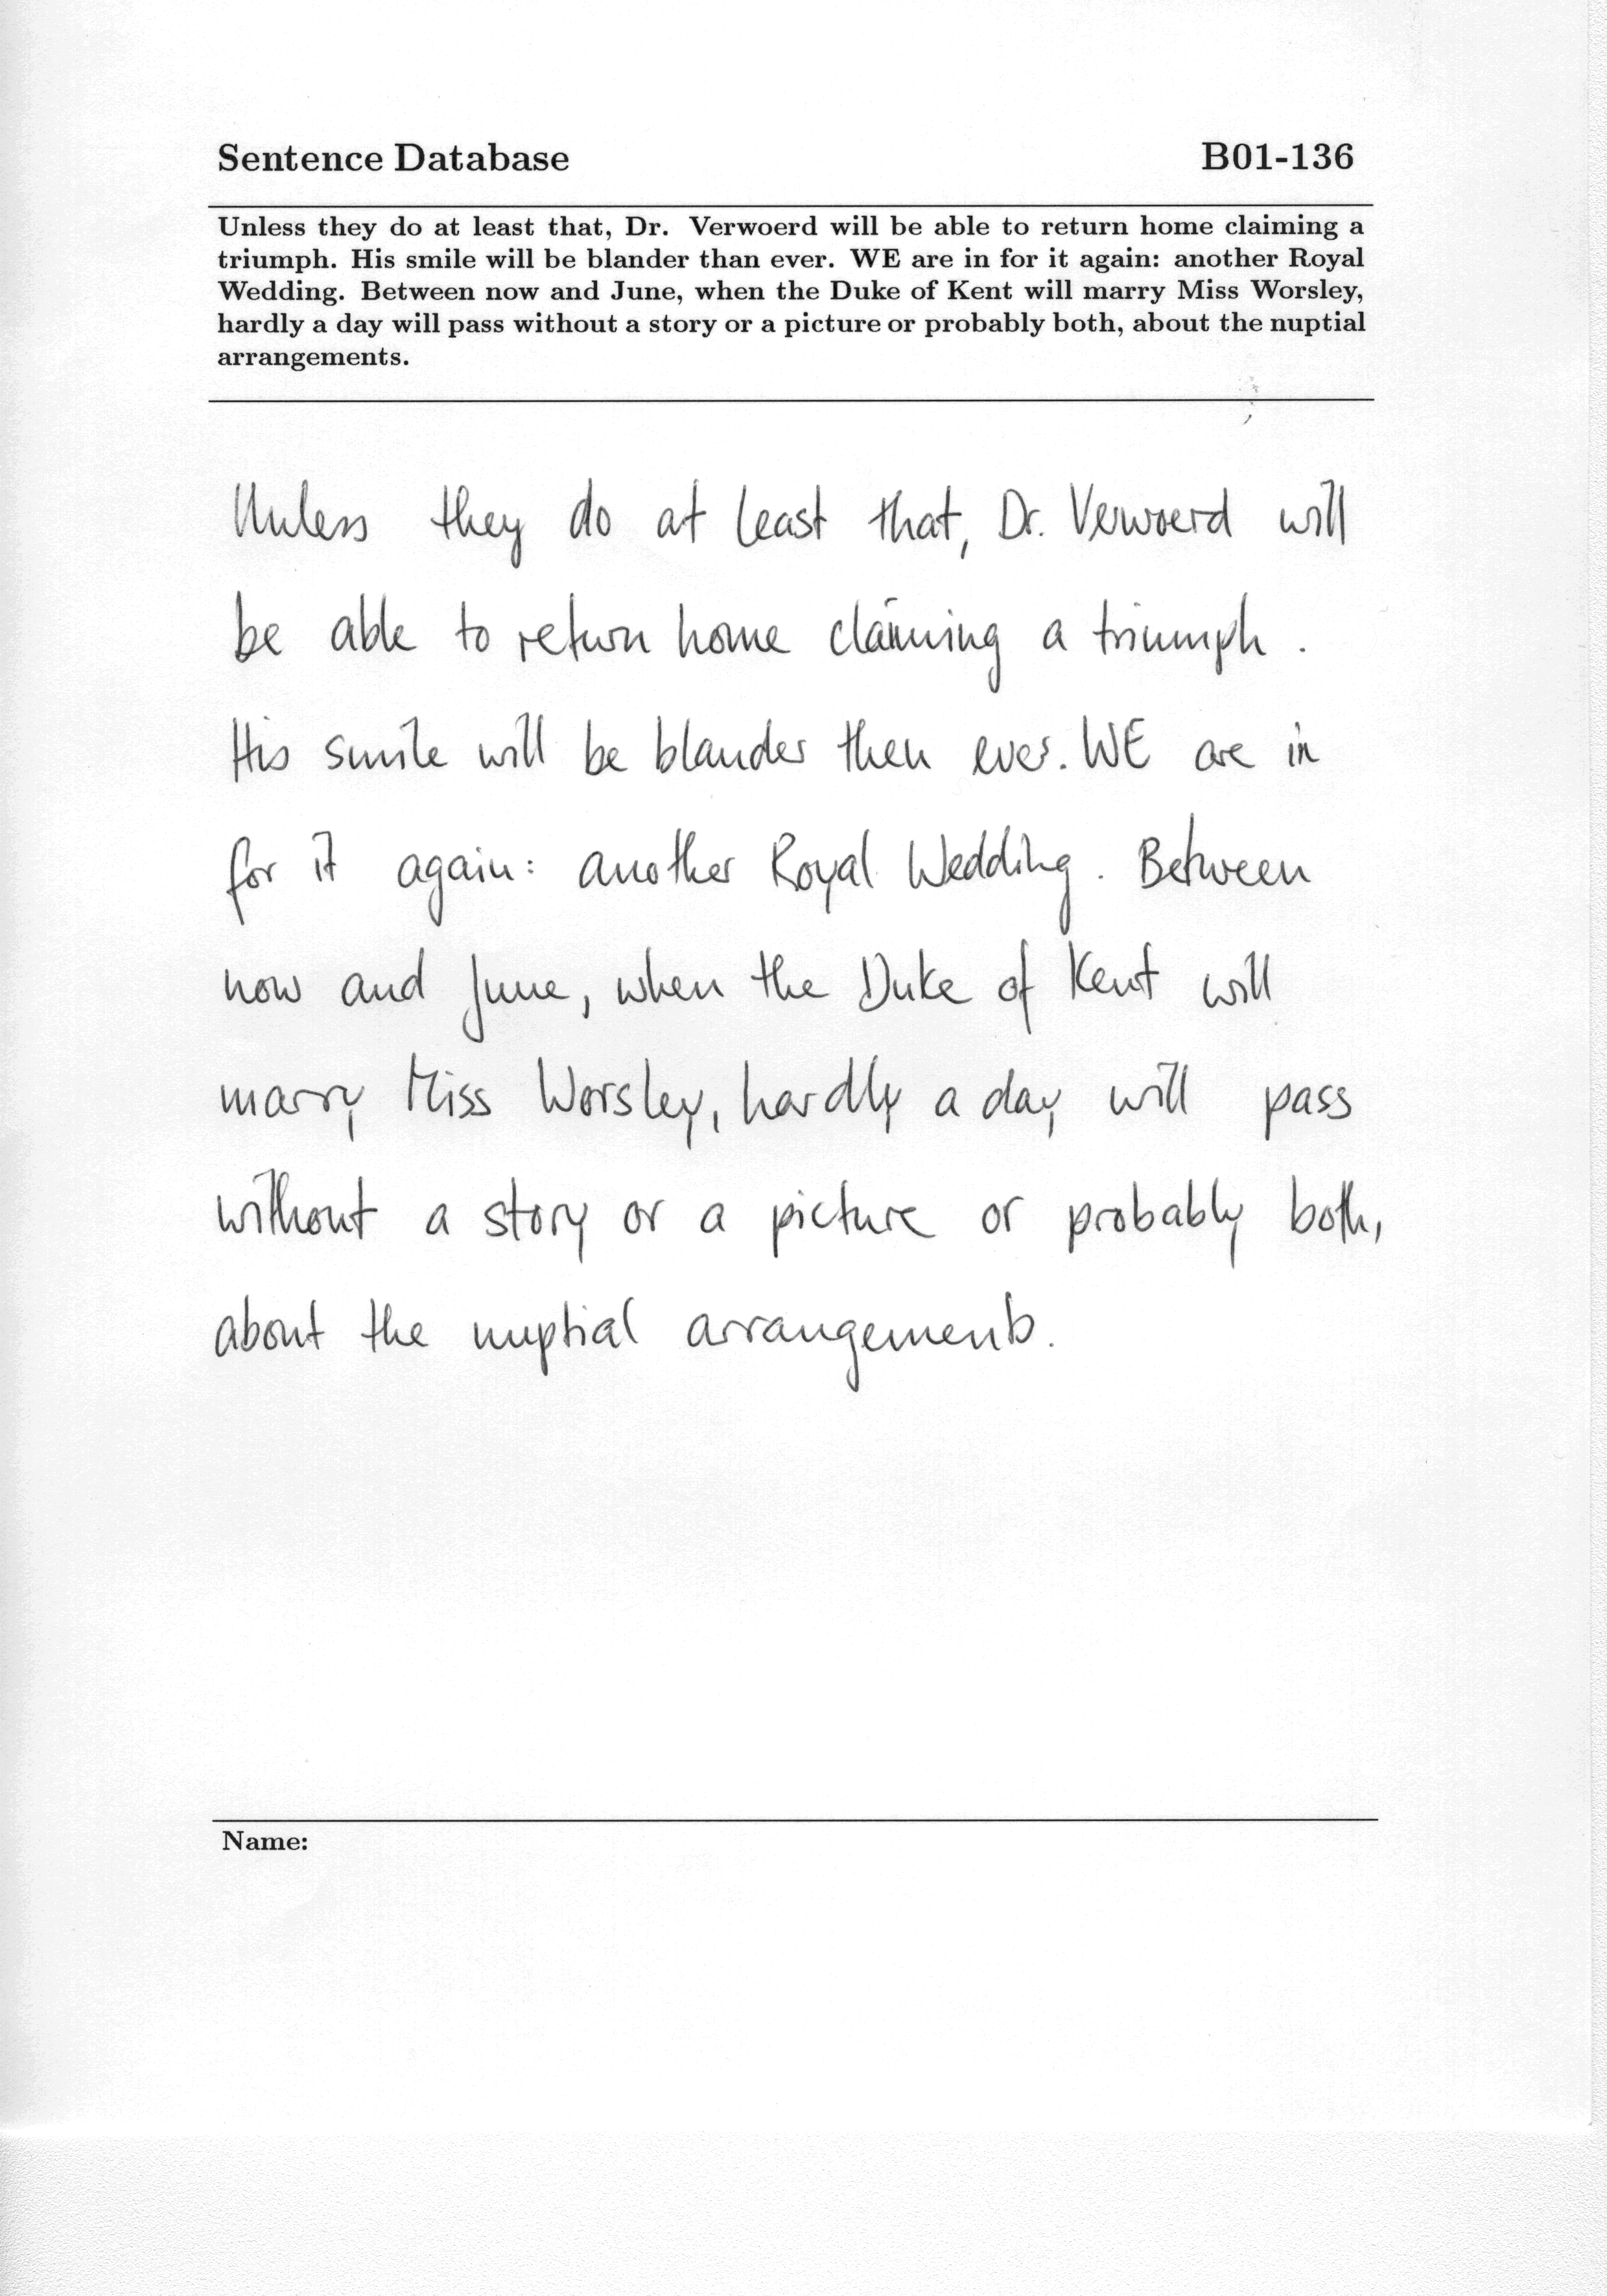 Sentence Database B01-136
Unless they do at least that, Dr. Verwoerd will be able to return home claiming a
triumph. His smile will be blander than ever. WE are in for it again: another Royal
Wedding. Between now and June, when the Duke of Kent will marry Miss Worsley,
hardly a day will pass without a story or a picture or probably both, about the nuptial
arrangements.
Unless they do at least that, Dr. Verwoerd will
be able to return home claiming a triumph.
His smile will be blander then ever. WE are in
for it again: another Royal Wedding. Between
now and June, when the Duke of Kent will
marry Miss Worsley, hardly a day will pass
without a story or a picture or probably both,
about the nuptial arrangements.
Name: